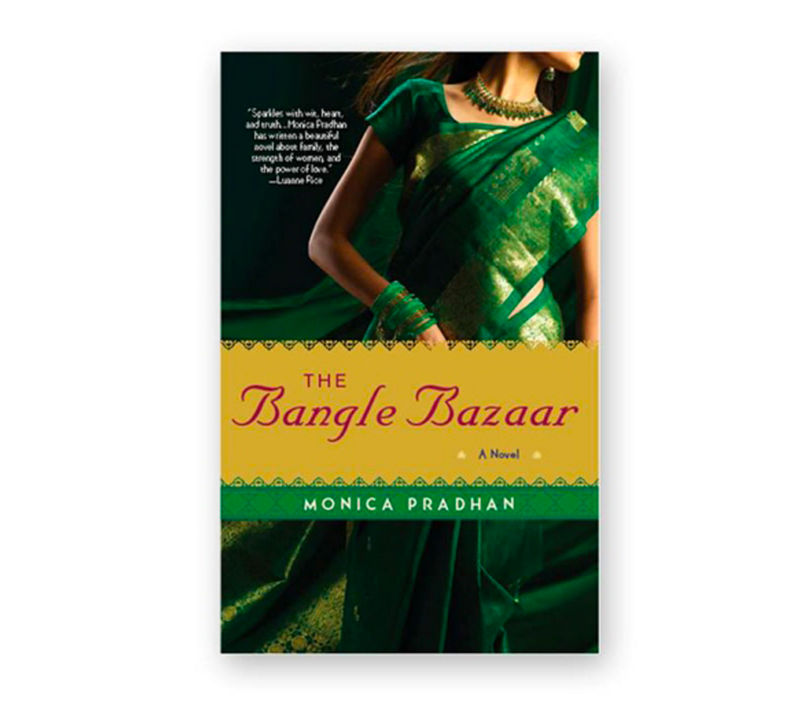 "Sparkles with wit, heart,
and truth...Monica Pradhan
has written a beautiful
novel about family, the
strength of women, and
the power of love."
—Luanne Rice
THE
Bangle Bazaar
A Novel
MONICA PRADHAN